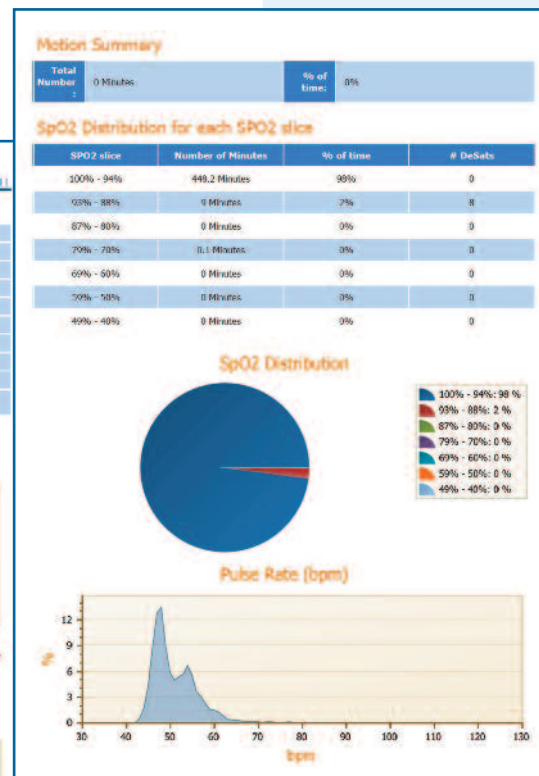 Motion Summary
Total Number : 0 Minutes % of time: 0%
SpO2 Distribution for each SPO2 slice
SPO2 slice Number of Minutes % of time # DeSats
100% - 94% 448.2 Minutes 98% 0
93% - 88% 9 Minutes 2% 8
87% - 80% 0 Minutes 0% 0
79% - 70% 0.1 Minutes 0% 0
69% - 60% 0 Minutes 0% 0
59% - 50% 0 Minutes 0% 0
49% - 40% 0 Minutes 0% 0
SpO2 Distribution
100% - 94%: 98 %
93% - 88%: 2 %
87% - 80%: 0 %
79% - 70%: 0 %
69% - 60%: 0 %
59% - 50%: 0 %
49% - 40%: 0 %
Pulse Rate (bpm)
12
9
6
3
0
%
30 40 50 60 70 80 90 100 110 120 130
bpm